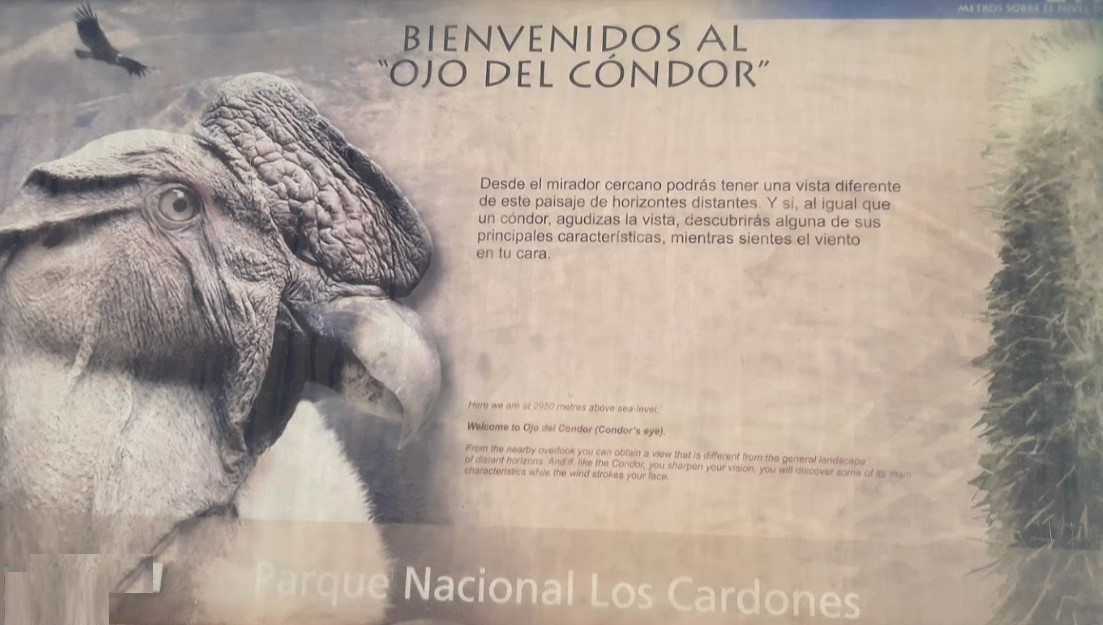 METROS SOBRE EL NIVEL
BIENVENIDOS AL
"OJO DEL CÓNDOR"
Desde el mirador cercano podrás tener una vista diferente
de este paisaje de horizontes distantes. Y si, al igual que
un cóndor, agudizas la vista, descubrirás alguna de sus
principales características, mientras sientes el viento
en tu cara.
Here we are at 2950 metres above sea-level.
Welcome to Ojo del Condor (Condor's eye).
From the nearby overlook you can obtain a view that is different from the general landscape
of distant horizons. And if, like the Condor, you sharpen your vision, you will discover some of its main
characteristics while the wind strokes your face.
Parque Nacional Los Cardones